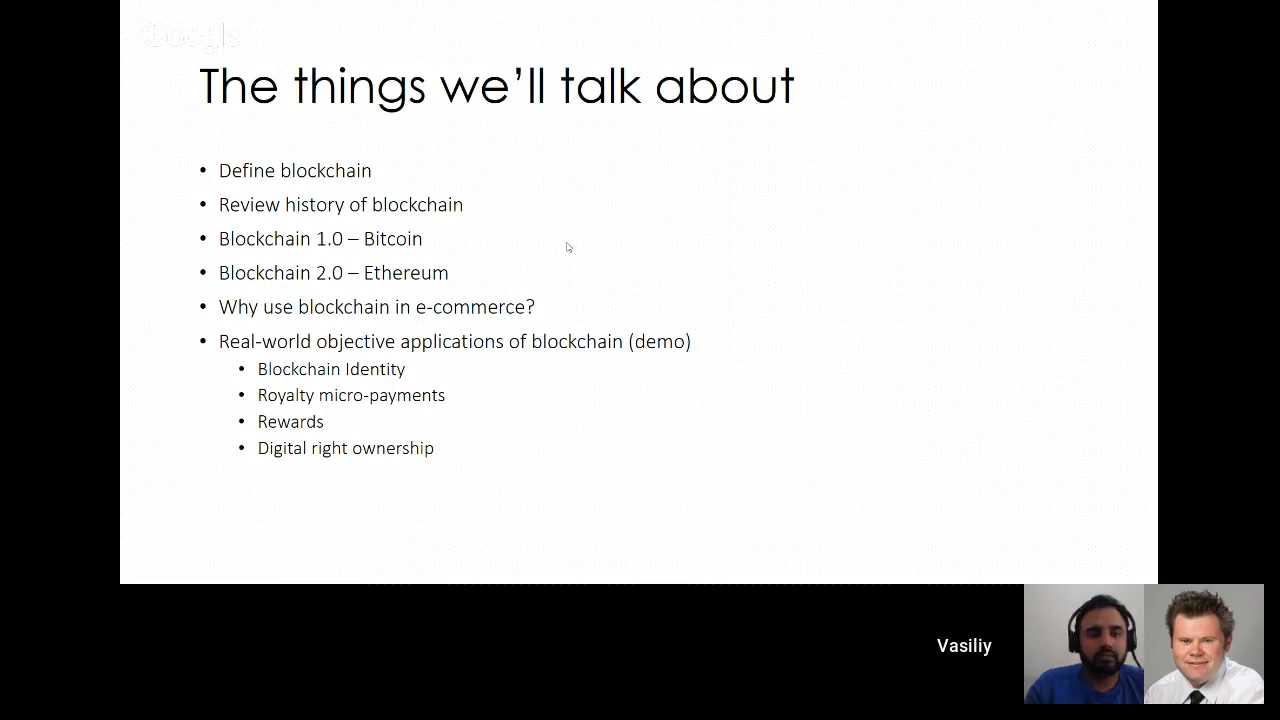 Google
The things we'll talk about
• Define blockchain
• Review history of blockchain
• Blockchain 1.0 – Bitcoin
• Blockchain 2.0 – Ethereum
• Why use blockchain in e-commerce?
• Real-world objective applications of blockchain (demo)
• Blockchain Identity
• Royalty micro-payments
• Rewards
• Digital right ownership
Vasiliy